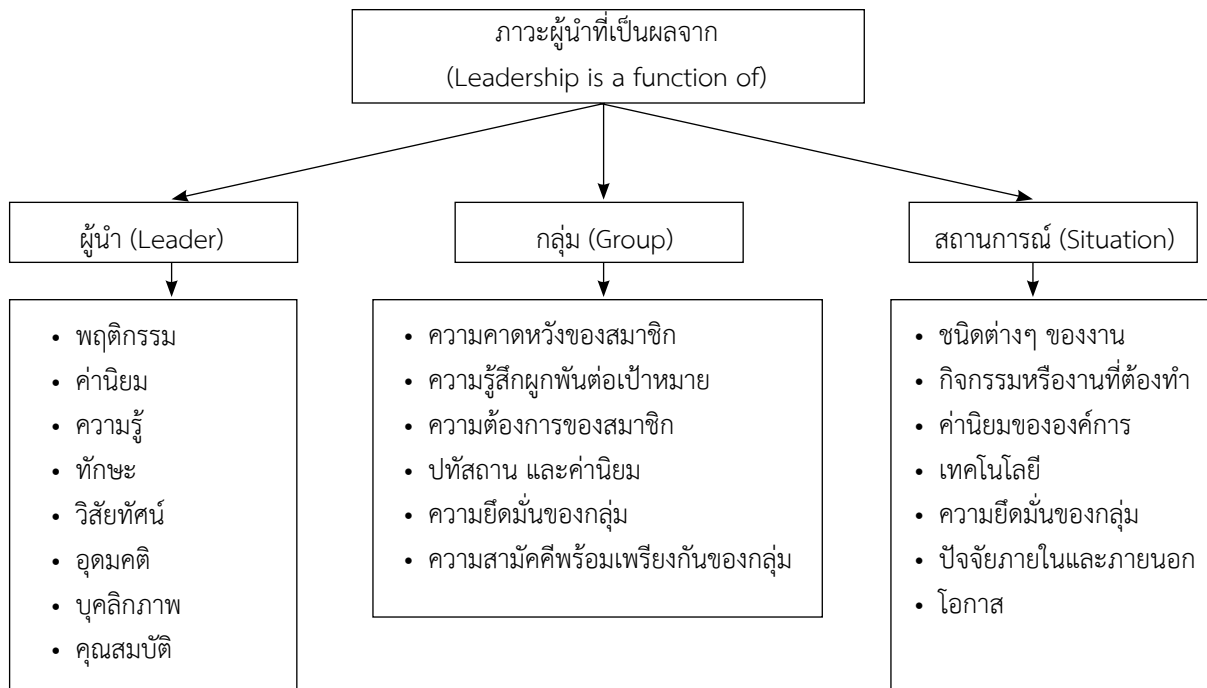 ภาวะผู้นำที่เป็นผลจาก
(Leadership is a function of)
ผู้นำ (Leader)
กลุ่ม (Group)
สถานการณ์ (Situation)
• พฤติกรรม
• ค่านิยม
• ความรู้
• ทักษะ
• วิสัยทัศน์
• อุดมคติ
• บุคลิกภาพ
• คุณสมบัติ
• ความคาดหวังของสมาชิก
• ความรู้สึกผูกพันต่อเป้าหมาย
• ความต้องการของสมาชิก
• ปทัสถาน และค่านิยม
• ความยึดมั่นของกลุ่ม
• ความสามัคคีพร้อมเพรียงกันของกลุ่ม
• ชนิดต่างๆ ของงาน
• กิจกรรมหรืองานที่ต้องทำ
• ค่านิยมขององค์การ
• เทคโนโลยี
• ความยึดมั่นของกลุ่ม
• ปัจจัยภายในและภายนอก
• โอกาส